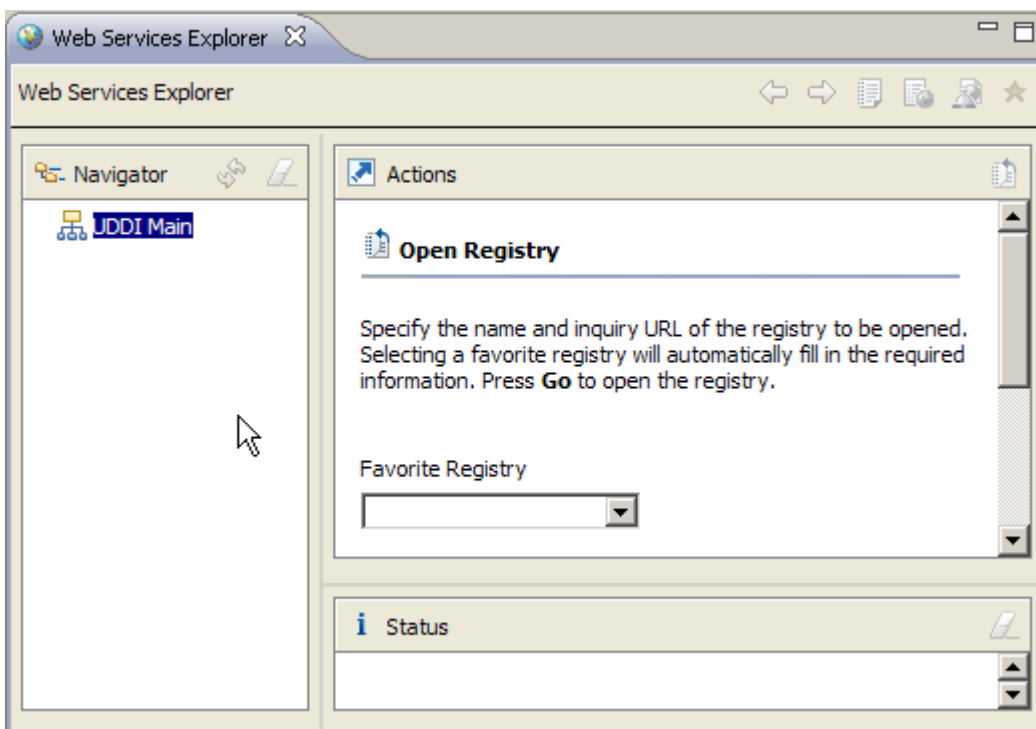 Web Services Explorer
Web Services Explorer
Navigator
UDDI Main
Actions
Open Registry
Specify the name and inquiry URL of the registry to be opened.
Selecting a favorite registry will automatically fill in the required
information. Press Go to open the registry.
Favorite Registry
i Status